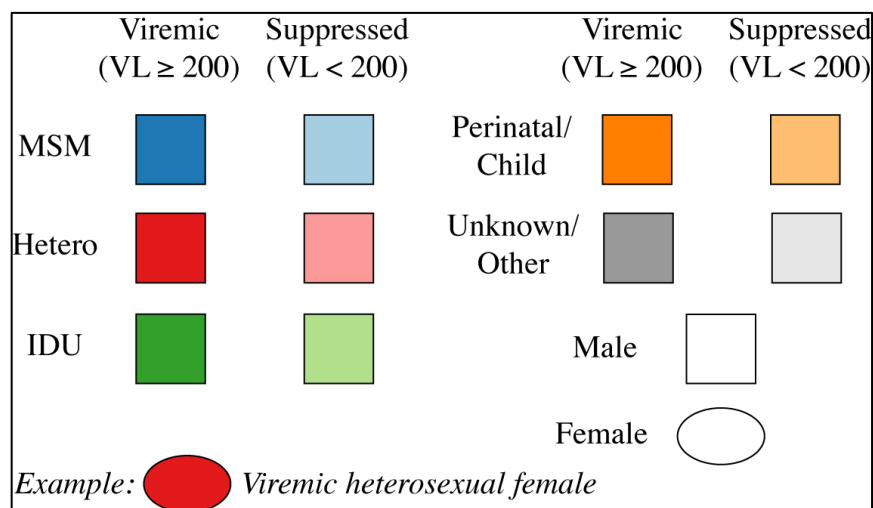 Viremic Suppressed Viremic Suppressed
(VL ≥ 200) (VL < 200) (VL ≥ 200) (VL < 200)
MSM
Perinatal/
Child
Hetero
Unknown/
Other
IDU
Male
Female
Example: Viremic heterosexual female